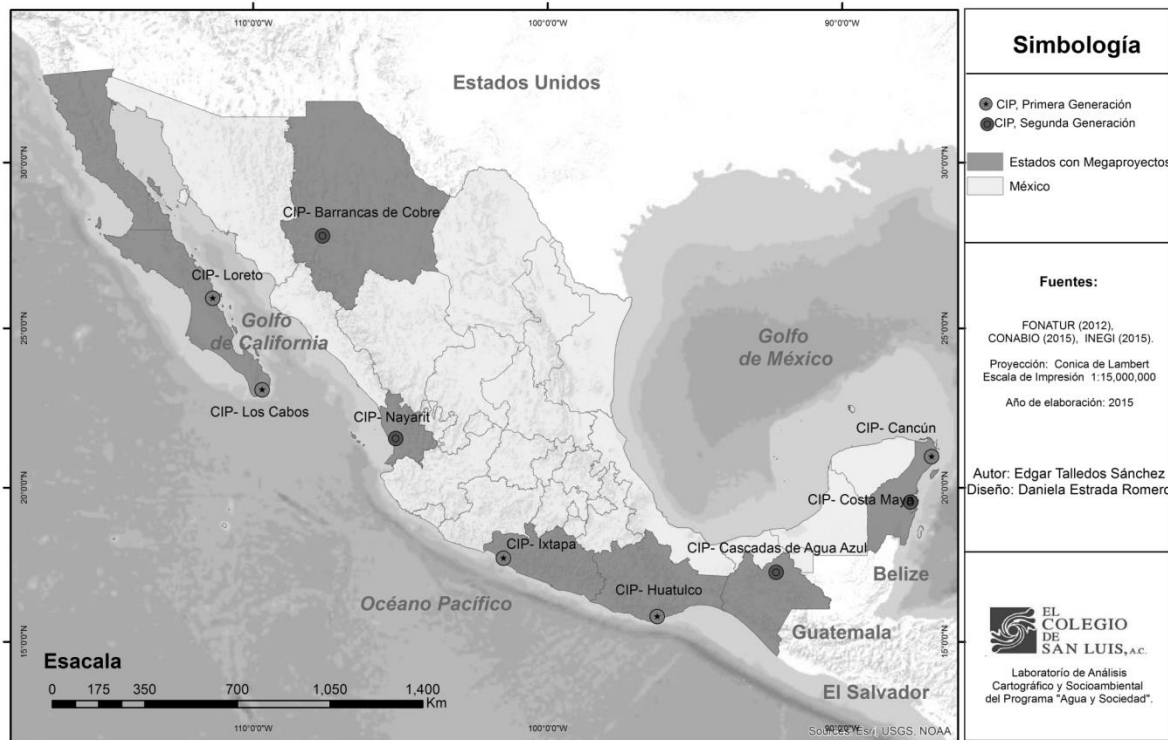 110°0'0"W
100°0'0"W
90°0'0"W
Estados Unidos
30°0'0"N
30°0'0"N
CIP- Barrancas de Cobre
CIP- Loreto
Golfo
de California
25°0'0"N
Golfo
de México
25°0'0"N
CIP- Los Cabos
CIP- Nayarit
CIP- Cancún
20°0'0"N
20°0'0"N
CIP- Costa Maya
CIP- Ixtapa
CIP- Cascadas de Agua Azul
CIP- Huatulco
Belize
Océano Pacífico
Guatemala
15°0'0"N
15°0'0"N
Esacala
0 175 350 700 1,050 1,400
Km
El Salvador
110°0'0"W
100°0'0"W
90°0'0"W
Sources: Esri, USGS, NOAA
Simbología
CIP, Primera Generación
CIP, Segunda Generación
Estados con Megaproyectos
México
Fuentes:
FONATUR (2012),
CONABIO (2015), INEGI (2015).
Proyección: Conica de Lambert
Escala de Impresión 1:15,000,000
Año de elaboración: 2015
Autor: Edgar Talledos Sánchez
Diseño: Daniela Estrada Romero
EL
COLEGIO
DE
SAN LUIS, A.C.
Laboratorío de Análisis
Cartográfico y Socioambiental
del Programa "Agua y Sociedad".